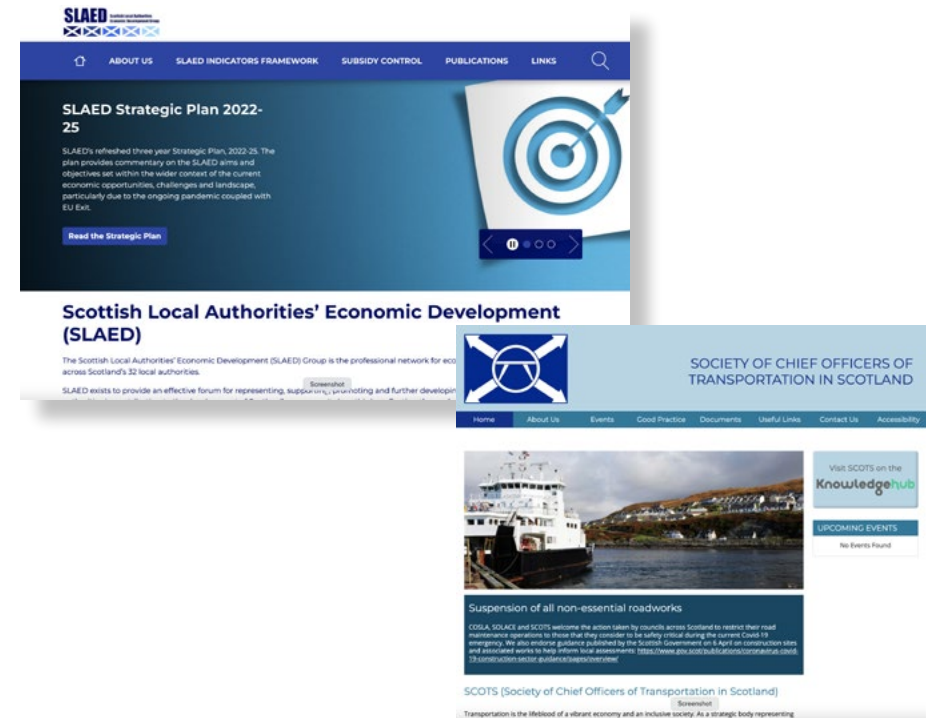 SLAED Scottish Local Authorities
Economic Development Group
ABOUT US SLAED INDICATORS FRAMEWORK SUBSIDY CONTROL PUBLICATIONS LINKS
SLAED Strategic Plan 2022-
25
SLAED's refreshed three year Strategic Plan, 2022-25. The
plan provides commentary on the SLAED aims and
objectives set within the wider context of the current
economic opportunities, challenges and landscape,
particularly due to the ongoing pandemic coupled with
EU Exit.
Read the Strategic Plan
Scottish Local Authorities' Economic Development
(SLAED)
The Scottish Local Authorities' Economic Development (SLAED) Group is the professional network for eco
across Scotland's 32 local authorities.
Screenshot
SLAED exists to provide an effective forum for representing, supporting, promoting and further developin
SOCIETY OF CHIEF OFFICERS OF
TRANSPORTATION IN SCOTLAND
Home About Us Events Good Practice Documents Useful Links Contact Us Accessibility
Visit SCOTS on the
Knowledgehub
UPCOMING EVENTS
No Events Found
Suspension of all non-essential roadworks
COSLA, SOLACE and SCOTS welcome the action taken by councils across Scotland to restrict their road
maintenance operations to those that they consider to be safety critical during the current Covid-19
emergency. We also endorse guidance published by the Scottish Government on 6 April on construction sites
and associated works to help inform local assessments: https://www.gov.scot/publications/coronavirus-covid-
19-construction-sector-guidance/pages/overview/
SCOTS (Society of Chief Officers of Transportation in Scotland)
Screenshot
Transportation is the lifeblood of a vibrant economy and an inclusive society. As a strategic body representing